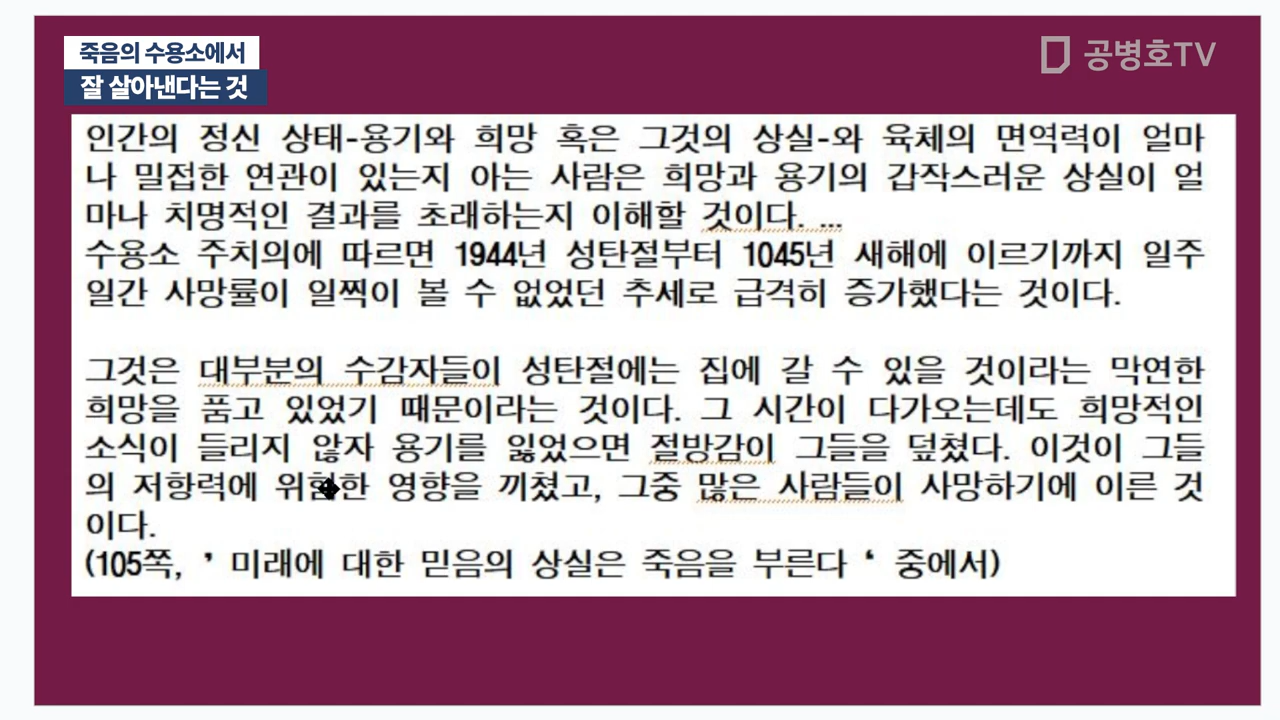 죽음의 수용소에서
잘 살아낸다는 것
공병호TV
인간의 정신 상태-용기와 희망 혹은 그것의 상실-와 육체의 면역력이 얼마
나 밀접한 연관이 있는지 아는 사람은 희망과 용기의 갑작스러운 상실이 얼
마나 치명적인 결과를 초래하는지 이해할 것이다. ...
수용소 주치의에 따르면 1944년 성탄절부터 1045년 새해에 이르기까지 일주
일간 사망률이 일찍이 볼 수 없었던 추세로 급격히 증가했다는 것이다.
그것은 대부분의 수감자들이 성탄절에는 집에 갈 수 있을 것이라는 막연한
희망을 품고 있었기 때문이라는 것이다. 그 시간이 다가오는데도 희망적인
소식이 들리지 않자 용기를 잃었으면 절방감이 그들을 덮쳤다. 이것이 그들
의 저항력에 위험한 영향을 끼쳤고, 그중 많은 사람들이 사망하기에 이른 것
이다.
(105쪽, ’ 미래에 대한 믿음의 상실은 죽음을 부른다 ‘ 중에서)